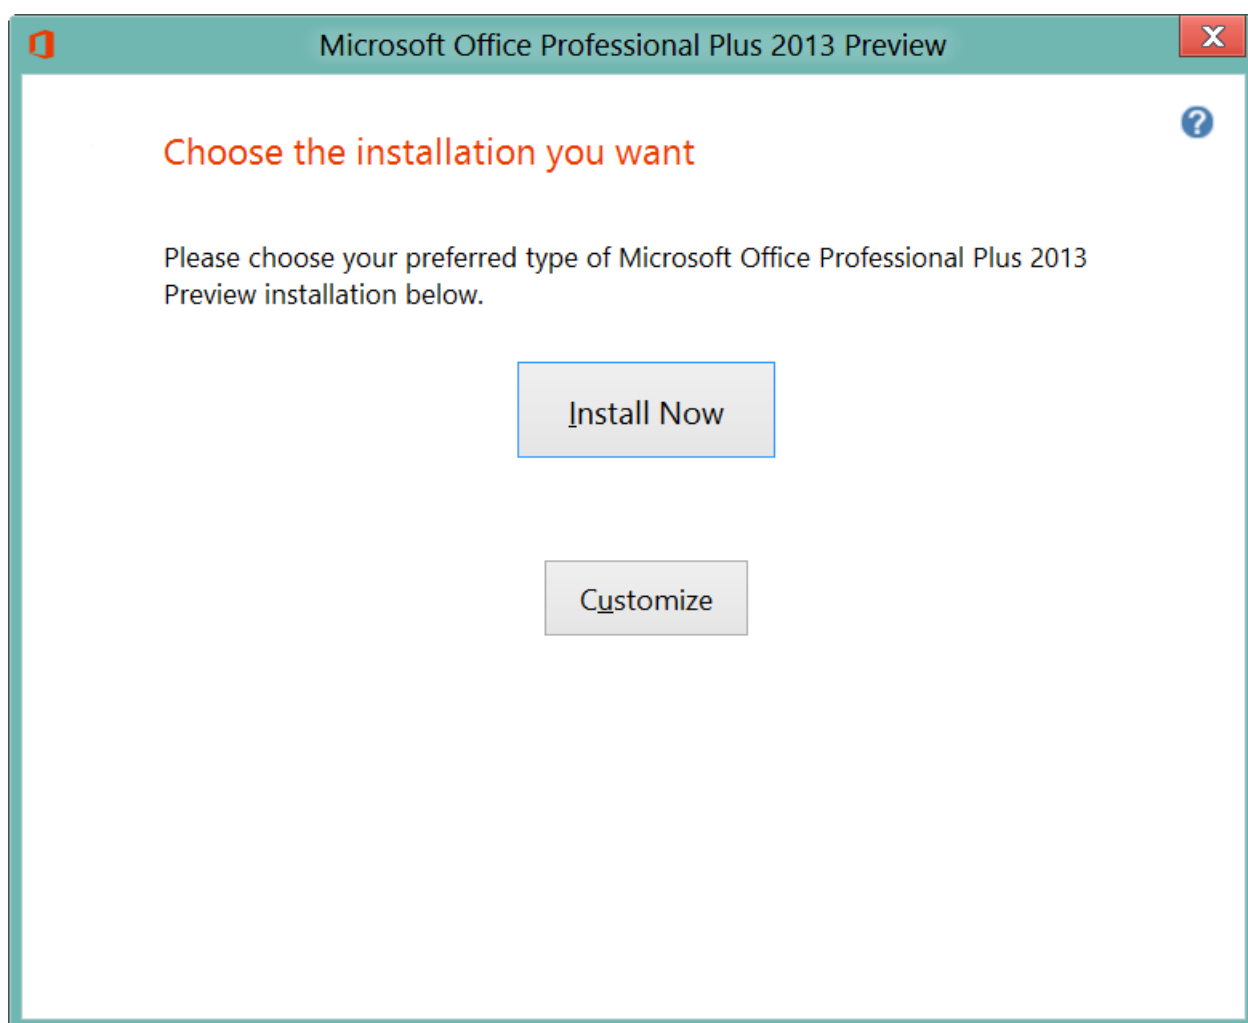 Microsoft Office Professional Plus 2013 Preview
X
?
Choose the installation you want
Please choose your preferred type of Microsoft Office Professional Plus 2013
Preview installation below.
Install Now
Customize